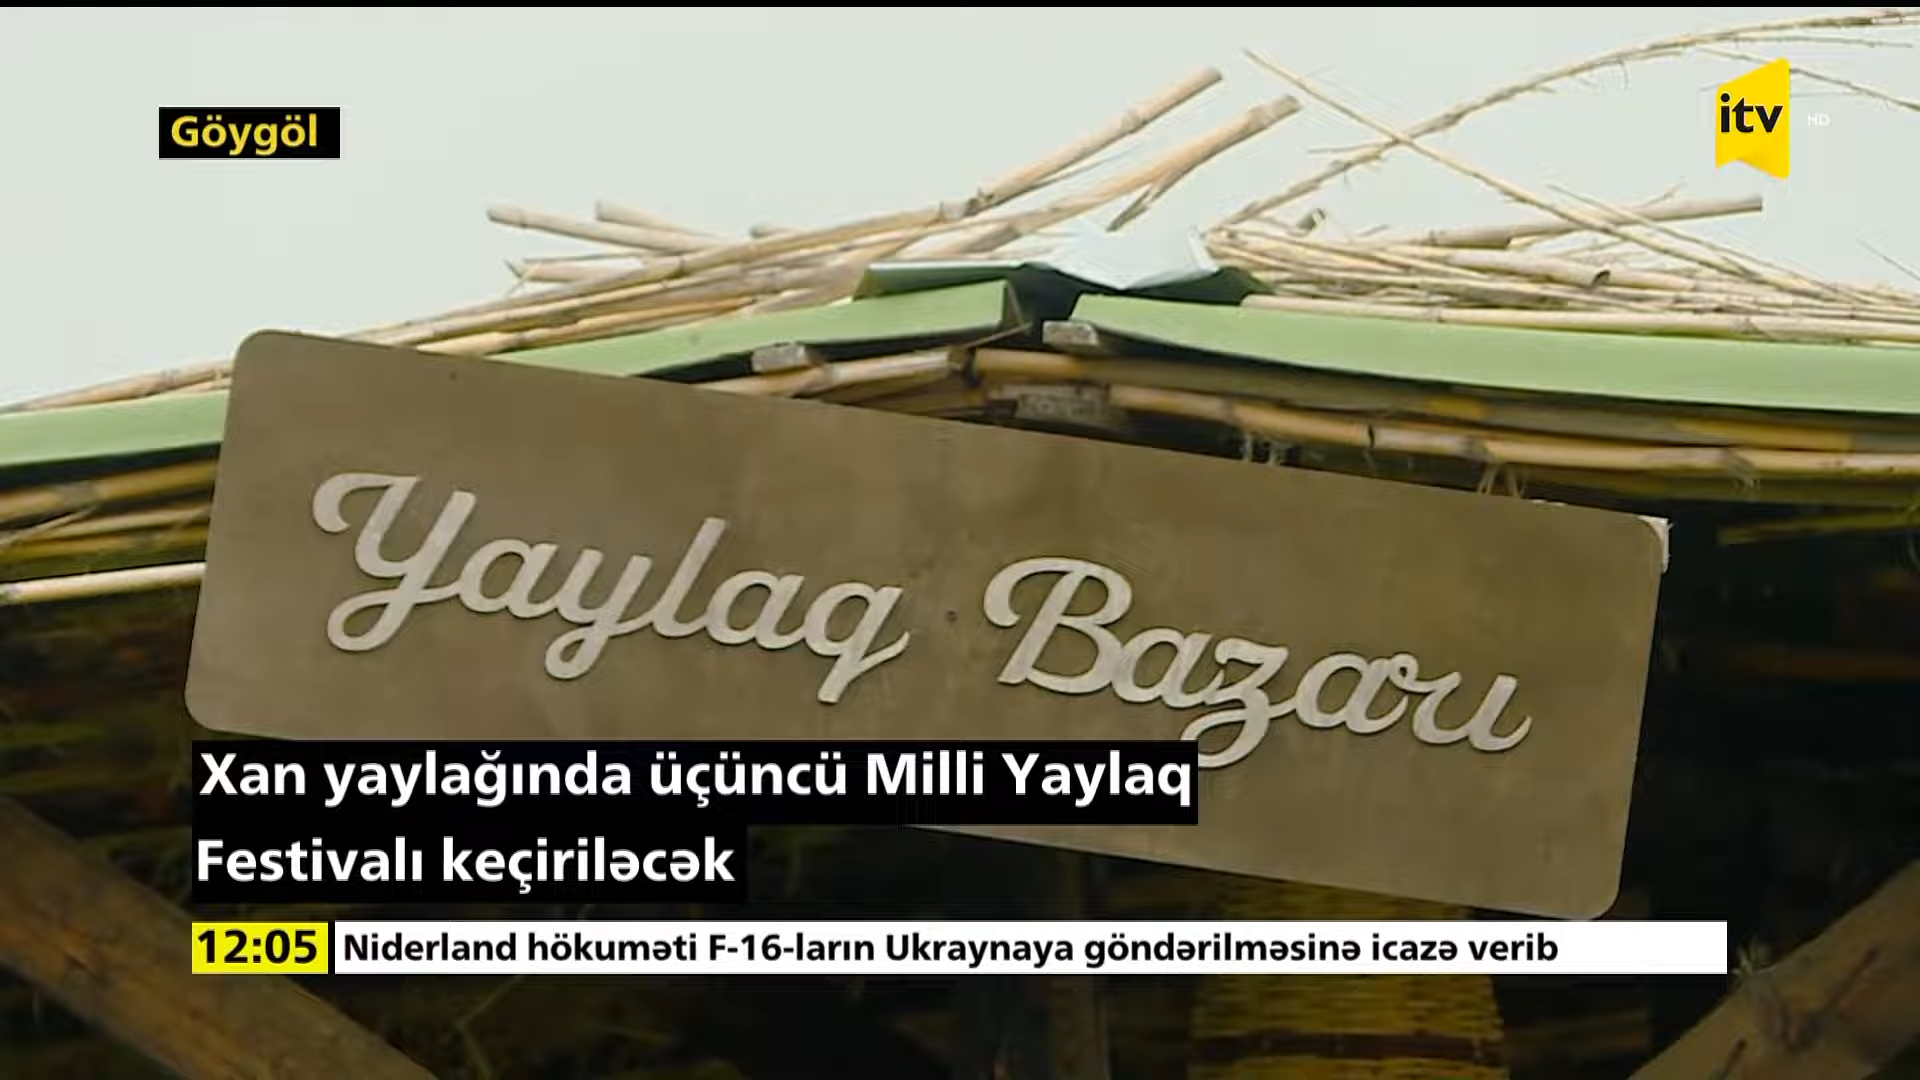 Göygöl
itv HD
Yaylaq Bazarı
Xan yaylağında üçüncü Milli Yaylaq
Festivalı keçiriləcək
12:05 Niderland hökuməti F-16-ların Ukraynaya göndərilməsinə icazə verib